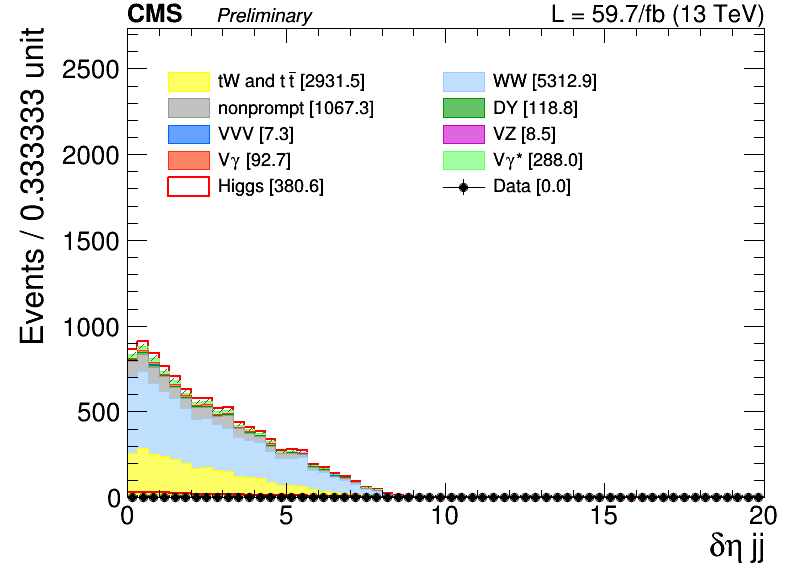 CMS Preliminary L = 59.7/fb (13 TeV)
Events / 0.333333 unit
tW and t t̅ [2931.5] WW [5312.9]
nonprompt [1067.3] DY [118.8]
VVV [7.3] VZ [8.5]
Vγ [92.7] Vγ* [288.0]
Higgs [380.6] Data [0.0]
2500
2000
1500
1000
500
0
0 5 10 15 20
δη jj